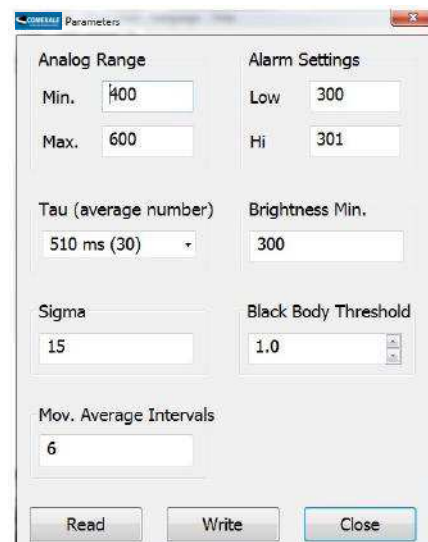 COMEXALE Parameters
Analog Range
Alarm Settings
Min. 400
Low 300
Max. 600
Hi 301
Tau (average number)
Brightness Min.
510 ms (30)
300
Sigma
Black Body Threshold
15
1.0
Mov. Average Intervals
6
Read Write Close